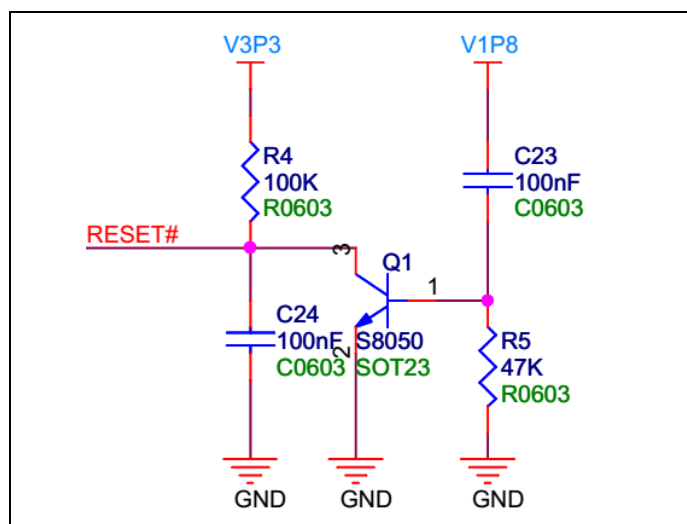 V3P3
V1P8
R4
100K
R0603
C23
100nF
C0603
RESET#
3
Q1
1
C24
100nF
C0603
S8050
SOT23
2
R5
47K
R0603
GND
GND
GND